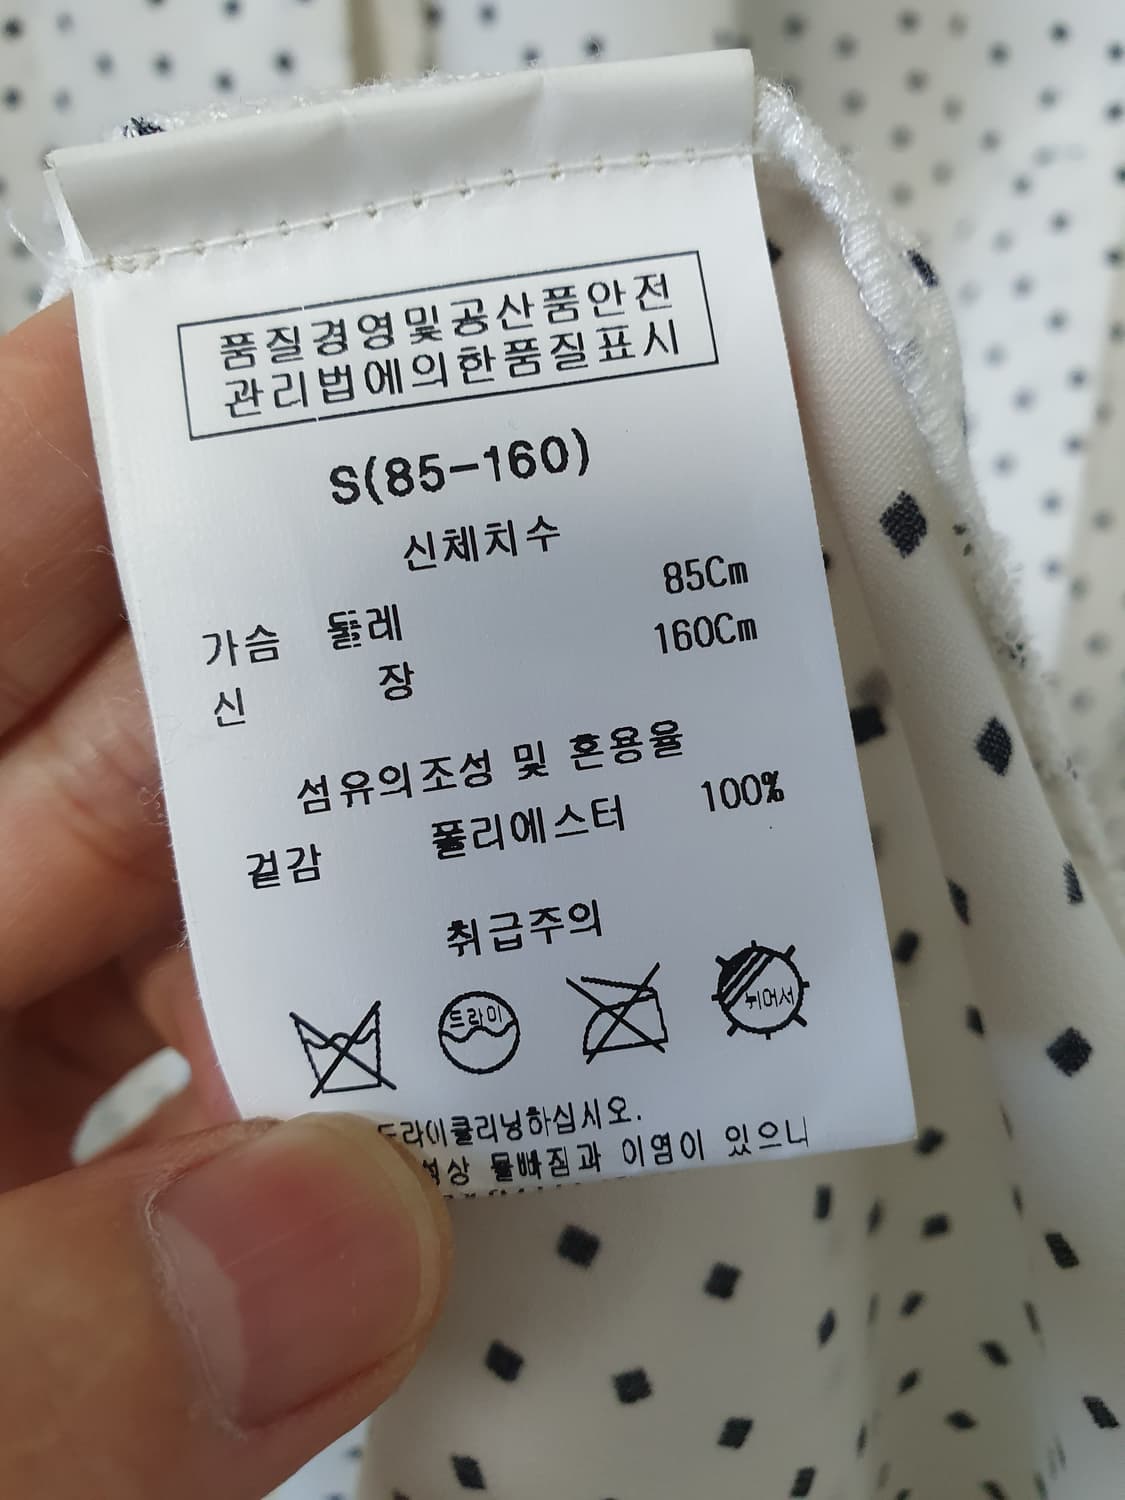 품질경영및공산품안전
관리법에의한품질표시
S(85-160)
신체치수
가슴 둘레 85Cm
신 장 160Cm
섬유의조성 및 혼용율
겉감 폴리에스터 100%
취급주의
드라이
뉘어서
드라이클리닝하십시오.
물빠짐과 이염이 있으니